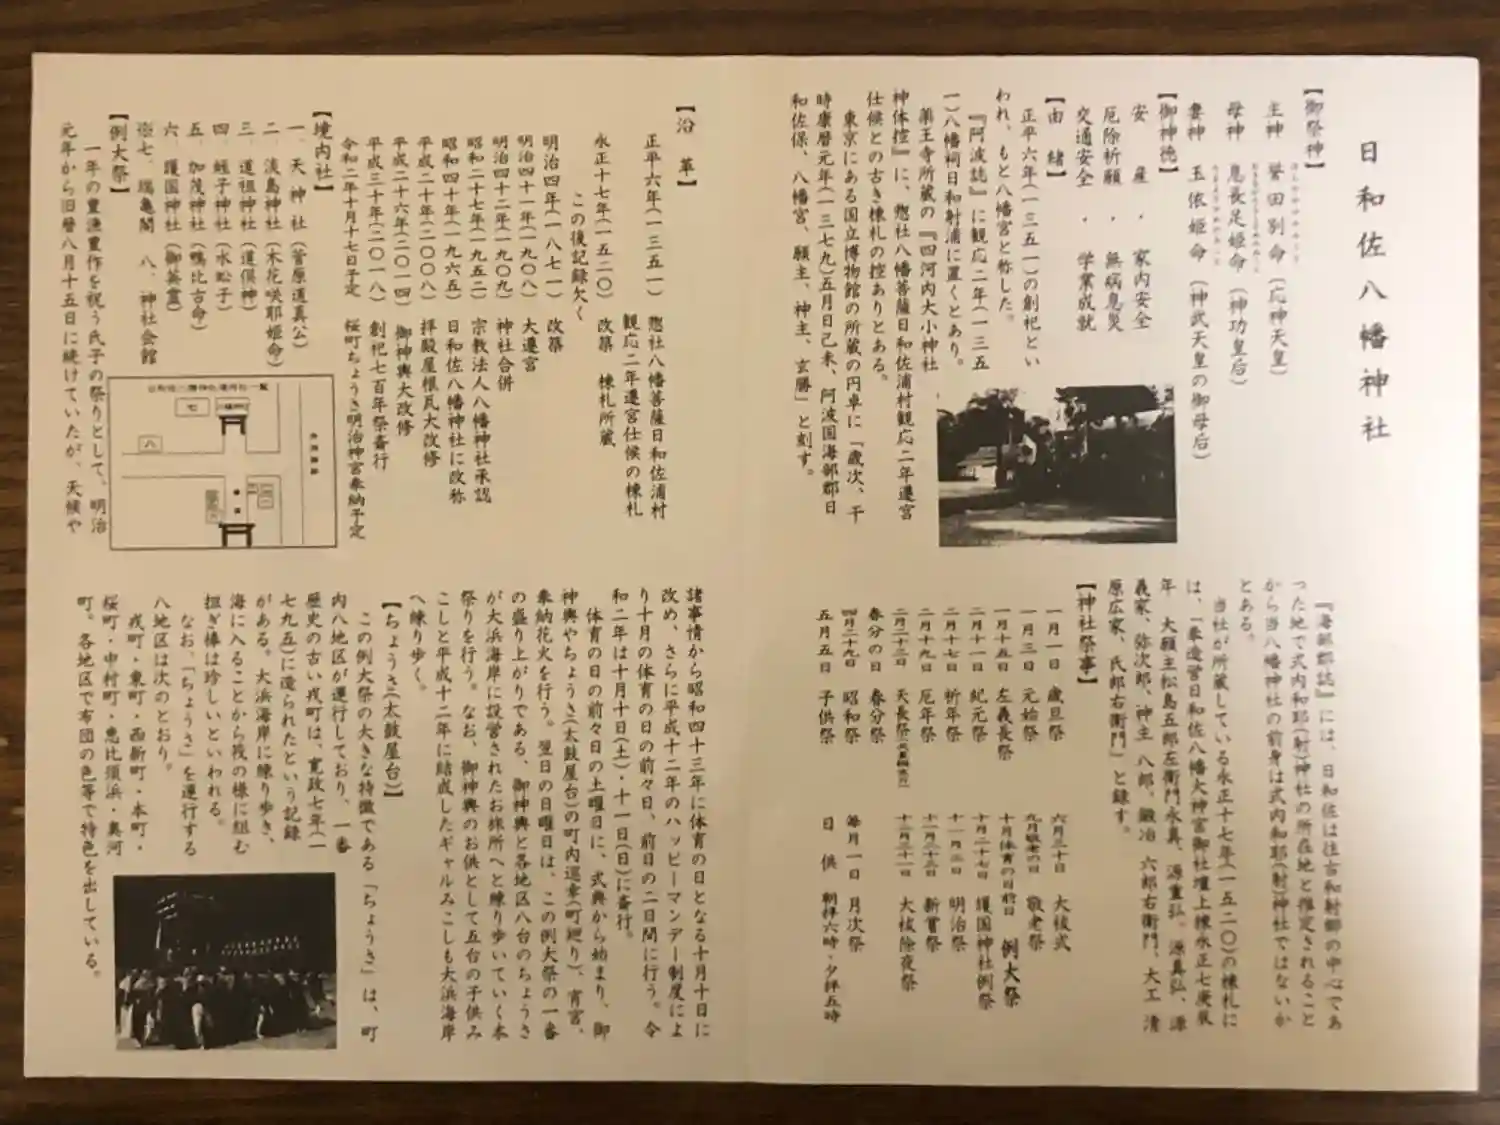 日和佐八幡神社
【御祭神】
主神 誉田別命（応神天皇）
母神 息長足姫命（神功皇后）
妻神 玉依姫命（神武天皇の御母后）
【御神徳】
安産・家内安全
厄除祈願・無病息災
交通安全・学業成就
【由緒】
正平六年(一三五一)の創祀とい
われ、もと八幡宮と称した。
『阿波誌』に観応二年(一三五
一)八幡祠日和射浦に置くとあり。
薬王寺所蔵の『四河内大小神社
神体控』に、惣社八幡菩薩日和佐浦村観応二年遷宮
仕候との古き棟札の控ありとある。
東京にある国立博物館の所蔵の円卓に「歳次、干
時康暦元年(一三七九)五月日己未、阿波国海部郡日
和佐保、八幡宮、願主、神主、玄勝」と刻す。
『海部郡誌』には、日和佐は往古和射郷の中心であ
った地で式内和耶(射)神社の所在地と推定されること
から当八幡神社の前身は式内和耶(射)神社ではないか
とある。
当社が所蔵している永正十七年(一五二〇)の棟札に
は、「奉造営日和佐八幡大神宮御社壇上棟永正七庚辰
年 大願主松島五郎左衛門永真、源重弘、源真弘、源
義家、弥次郎、神主 八郎、鍛冶 六郎右衛門、大工 清
原広家、氏郎右衛門」と録す。
【神社祭事】
一月一日 歳旦祭
一月三日 元始祭
一月十五日 左義長祭
二月十一日 紀元祭
二月十七日 祈年祭
二月十九日 厄年祭
二月二十三日 天長祭
春分の日 春分祭
四月二十九日 昭和祭
五月五日 子供祭
六月三十日 大祓式
九月敬老の日 敬老祭
十月体育の日前日 例大祭
十月二十七日 護国神社例祭
十一月三日 明治祭
十一月二十三日 新嘗祭
十二月三十一日 大祓除夜祭
毎月一日 月次祭
日供 朝拝六時・夕拝五時
【沿革】
正平六年(一三五一) 惣社八幡菩薩日和佐浦村
観応二年遷宮仕候の棟札
永正十七年(一五二〇) 改築 棟札所蔵
この後記録欠く
明治四年(一八七一) 改築
明治四十一年(一九〇八) 大遷宮
明治四十二年(一九〇九) 神社合併
昭和二十七年(一九五二) 宗教法人八幡神社承認
昭和四十年(一九六五) 日和佐八幡神社に改称
平成二十年(二〇〇八) 拝殿屋根瓦大改修
平成二十六年(二〇一四) 御神輿大改修
平成三十年(二〇一八) 創祀七百年祭斎行
令和二年十月十七日予定 桜町ちょうさ明治神宮奉納予定
【境内社】
一、天神社（菅原道真公）
二、淡島神社（木花咲耶姫命）
三、道祖神社（道俣神）
四、蛭子神社（水蛭子）
五、加茂神社（鴨比古命）
六、護国神社（御英霊）
※七、瑞亀閣 八、神社会館
七
八
【例大祭】
一年の豊漁豊作を祝う氏子の祭りとして、明治
元年から旧暦八月十五日に続けていたが、天候や
諸事情から昭和四十三年に体育の日となる十月十日に
改め、さらに平成十二年のハッピーマンデー制度によ
り十月の体育の日の前々日、前日の二日間に行う。令
和二年は十月十日(土)・十一日(日)に斎行。
体育の日の前々日の土曜日に、式典から始まり、御
神輿やちょうさ(太鼓屋台)の町内巡幸(町廻り)、宵宮、
奉納花火を行う。翌日の日曜日は、この例大祭の一番
の盛り上がりである、御神輿と各地区八台のちょうさ
が大浜海岸に設営されたお旅所へと練り歩いていく本
祭りを行う。なお、御神輿のお供として五台の子供み
こしと平成十二年に結成したギャルみこしも大浜海岸
へ練り歩く。
【ちょうさ(太鼓屋台)】
この例大祭の大きな特徴である「ちょうさ」は、町
内八地区が運行しており、一番
歴史の古い戎町は、寛政七年(一
七九五)に造られたという記録
がある。大浜海岸に練り歩き、
海に入ることから筏の様に組む
担ぎ棒は珍しいといわれる。
なお、「ちょうさ」を運行する
八地区は次のとおり。
戎町・東町・西新町・本町・
桜町・中村町・恵比須浜・奥河
町。各地区で布団の色等で特色を出している。